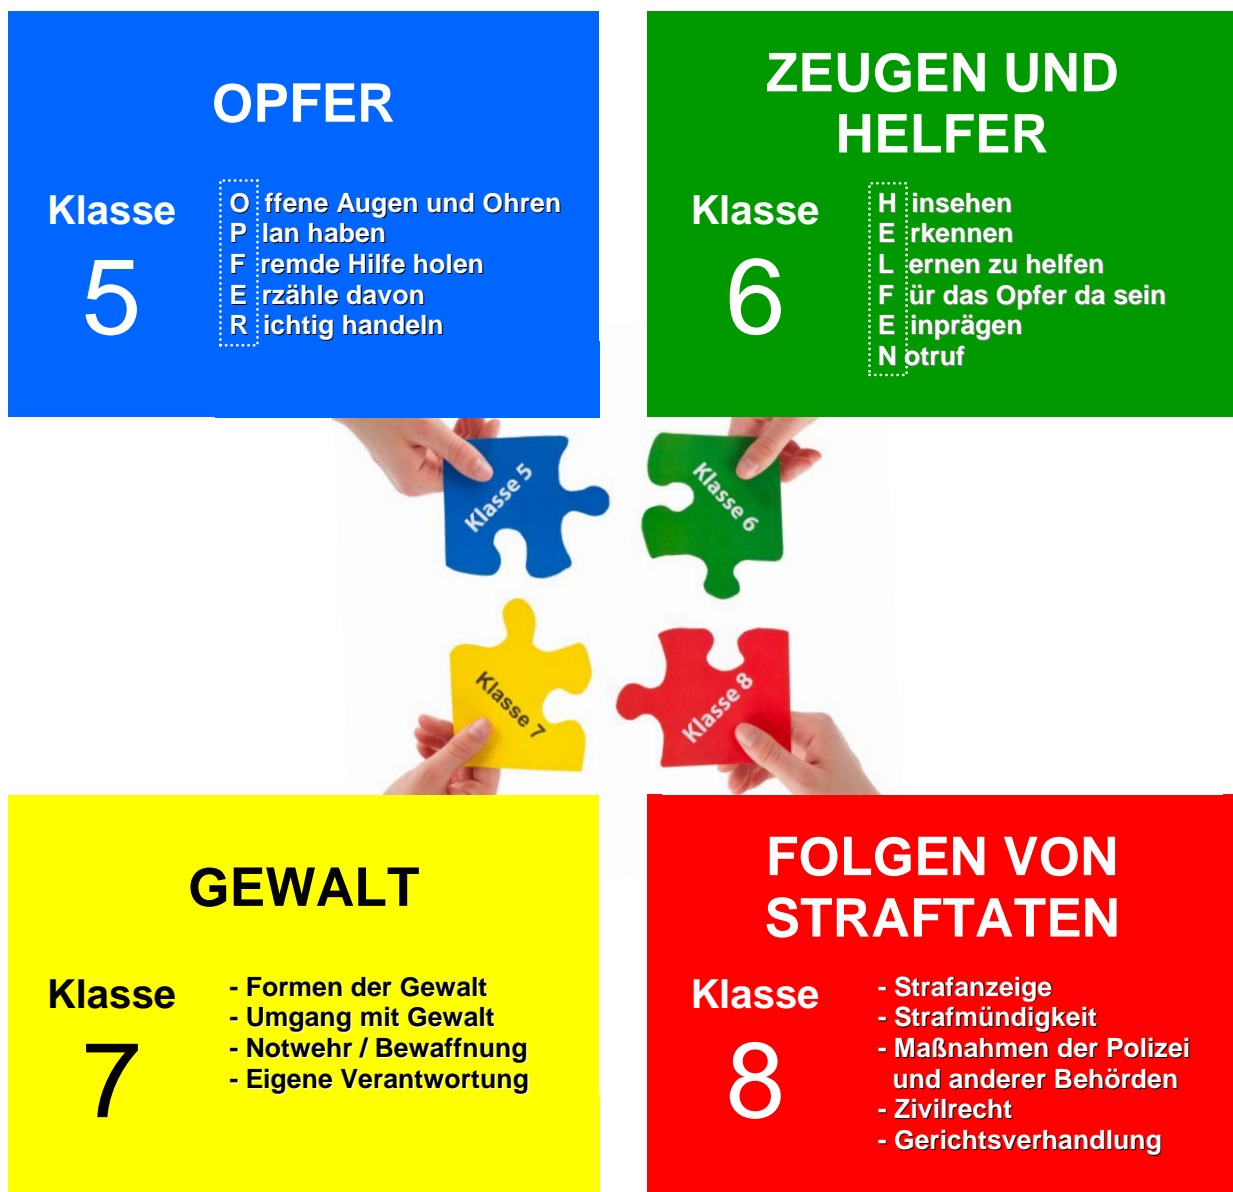 OPFER
Klasse
5
O ffene Augen und Ohren
P lan haben
F remde Hilfe holen
E rzähle davon
R ichtig handeln
ZEUGEN UND
HELFER
Klasse
6
H insehen
E rkennen
L ernen zu helfen
F ür das Opfer da sein
E inprägen
N otruf
Klasse 5
Klasse 6
Klasse 7
Klasse 8
GEWALT
Klasse
7
- Formen der Gewalt
- Umgang mit Gewalt
- Notwehr / Bewaffnung
- Eigene Verantwortung
FOLGEN VON
STRAFTATEN
Klasse
8
- Strafanzeige
- Strafmündigkeit
- Maßnahmen der Polizei
und anderer Behörden
- Zivilrecht
- Gerichtsverhandlung